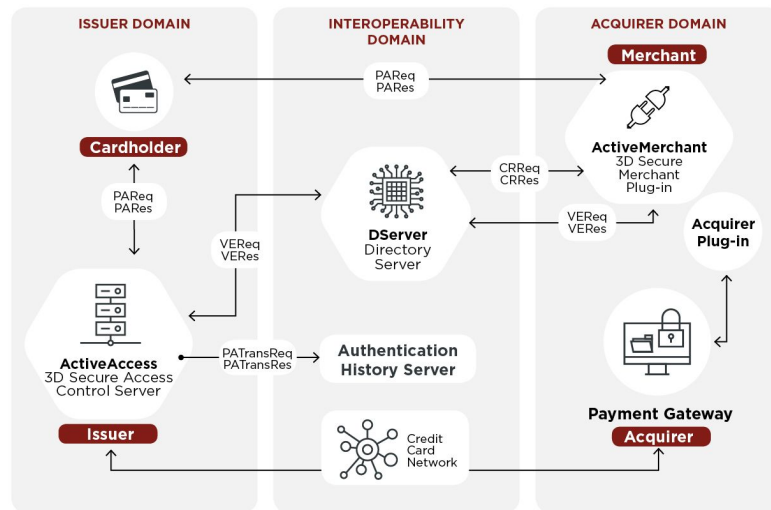 ISSUER DOMAIN
INTEROPERABILITY
DOMAIN
ACQUIRER DOMAIN
Merchant
PAReq
PARes
Cardholder
ActiveMerchant
3D Secure
Merchant
Plug-in
CRReq
CRRes
PAReq
PARes
VEReq
VERes
DServer
Directory
Server
VEReq
VERes
Acquirer
Plug-in
ActiveAccess
3D Secure Access
Control Server
PATransReq
PATransRes
Authentication
History Server
Payment Gateway
Issuer
Credit
Card
Network
Acquirer